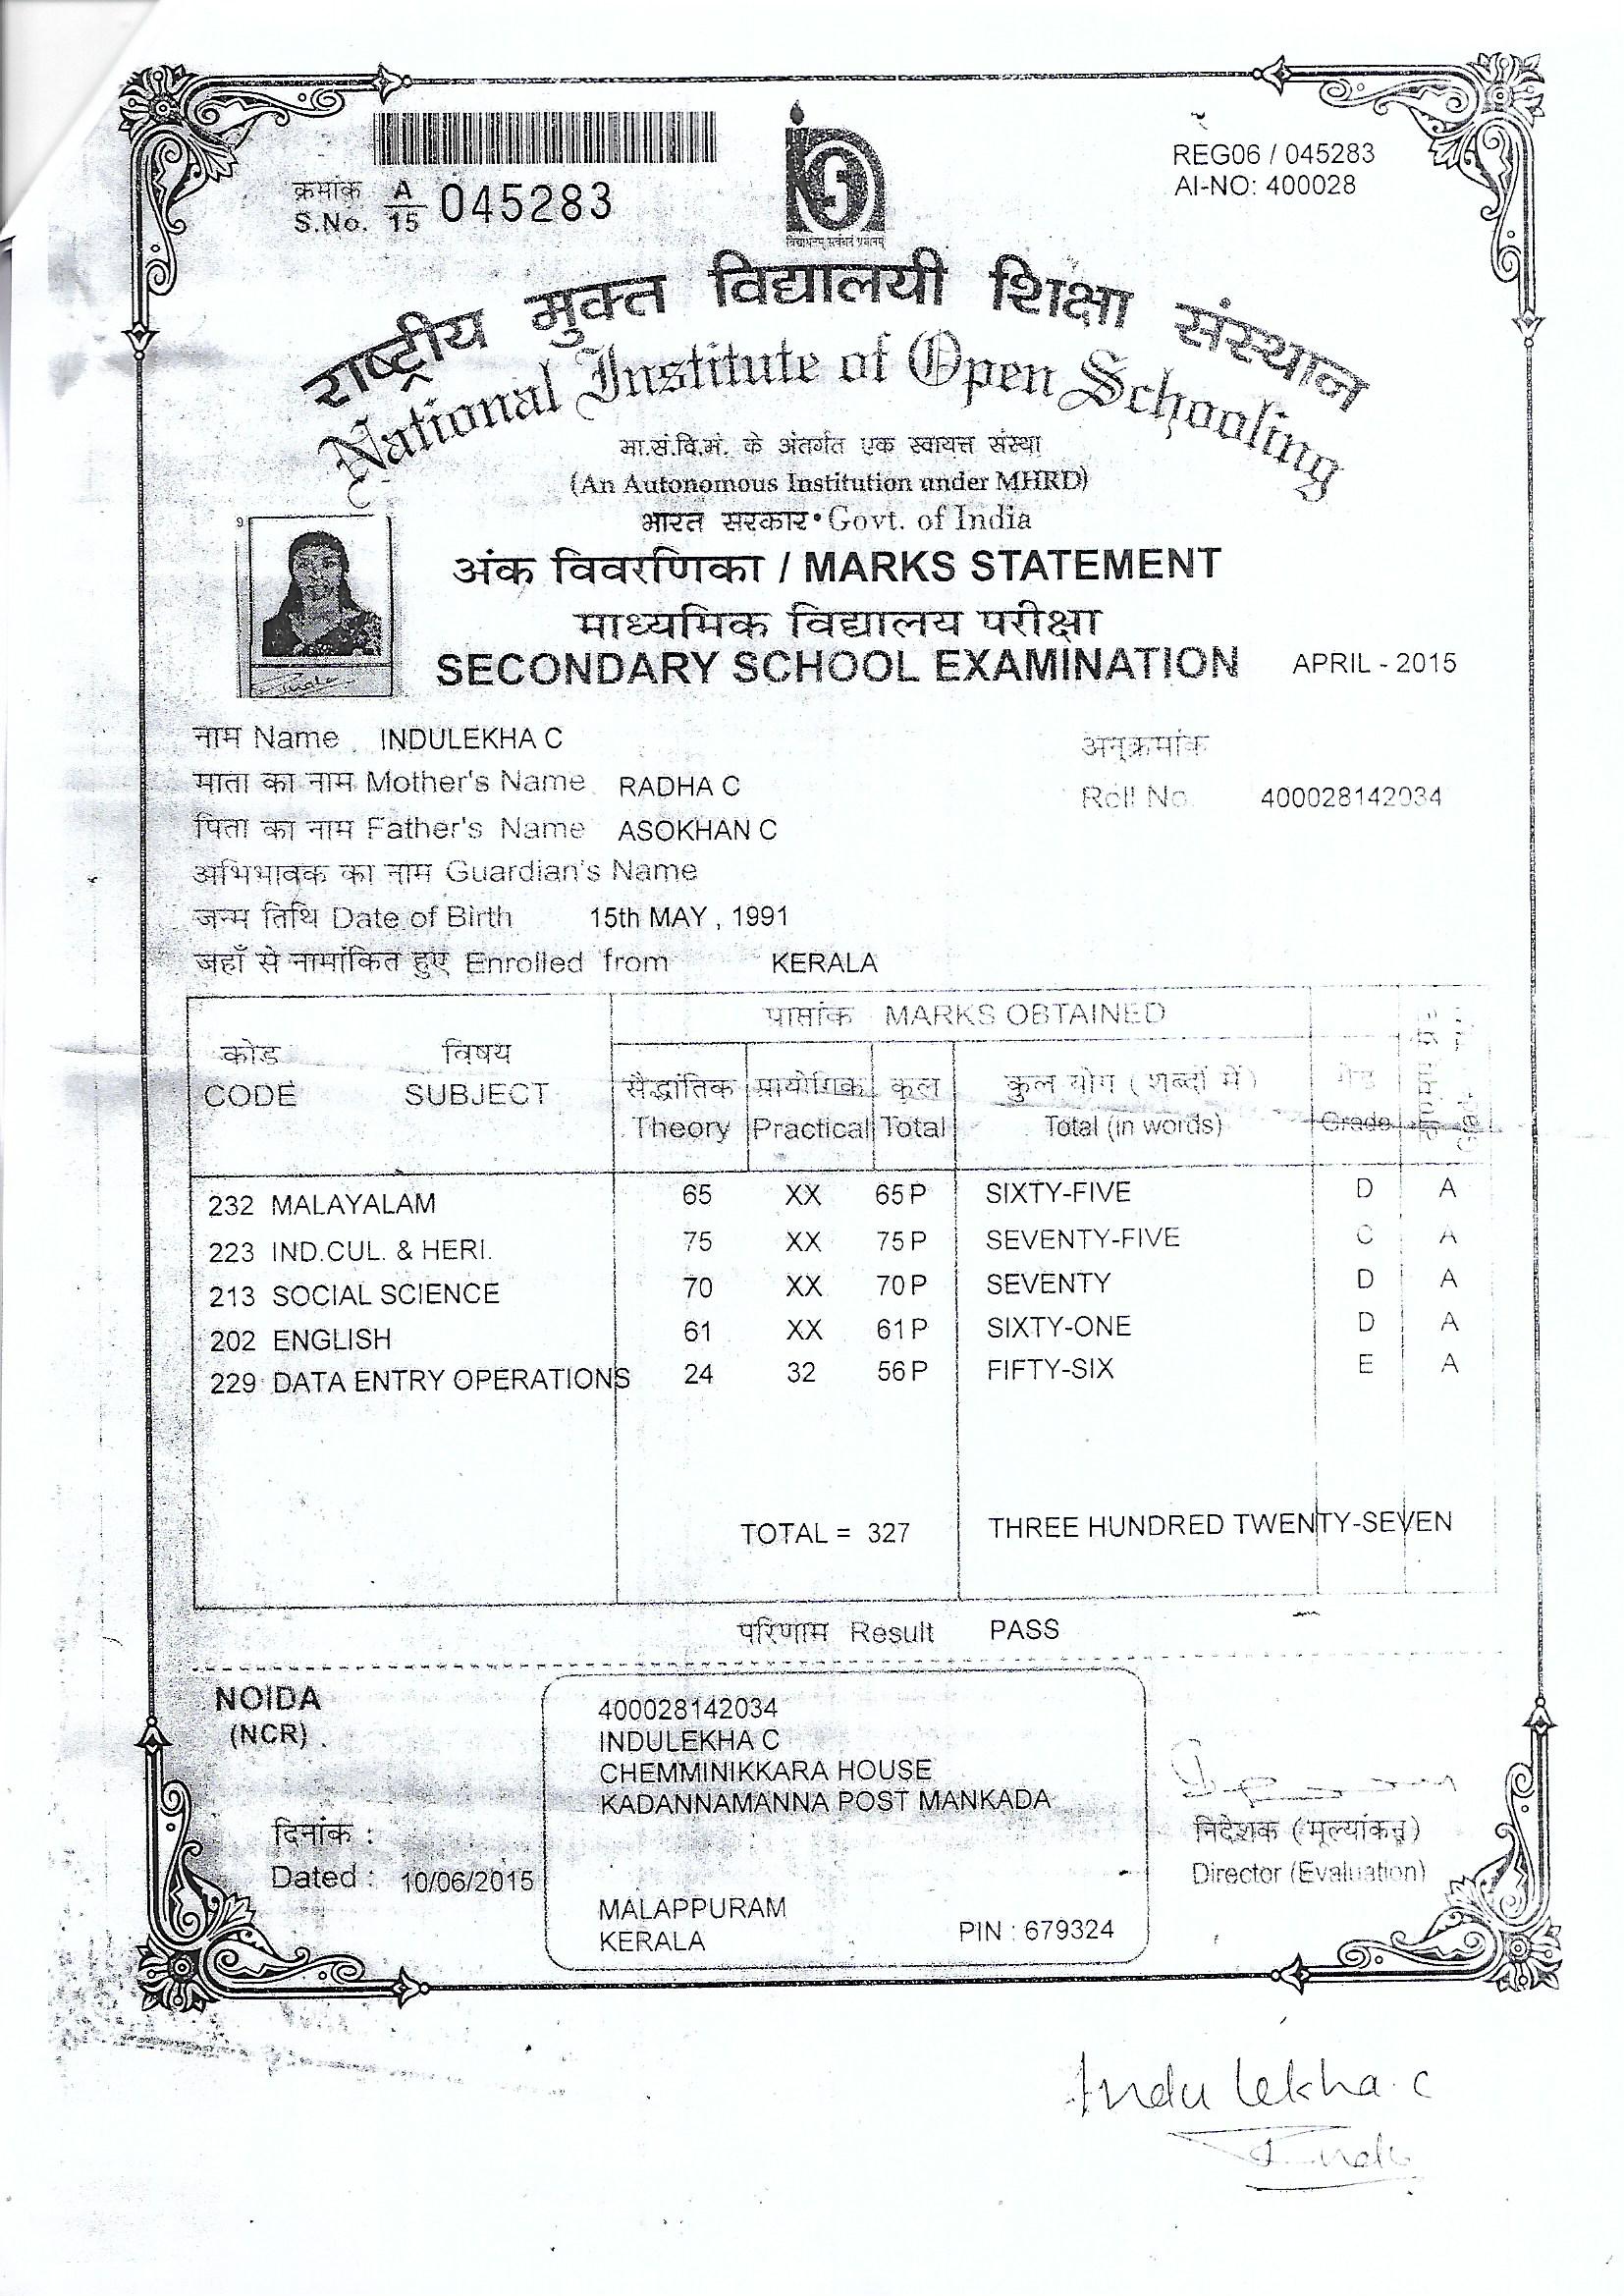 REG06 / 045283
AI-NO: 400028
क्रमांक A
S.No. 15 045283
राष्ट्रीय मुक्त विद्यालयी शिक्षा संस्थान
National Institute of Open Schooling
मा.सं.वि.मं. के अंतर्गत एक स्वायत्त संस्था
(An Autonomous Institution under MHRD)
भारत सरकार • Govt. of India
अंक विवरणिका / MARKS STATEMENT
माध्यमिक विद्यालय परीक्षा
SECONDARY SCHOOL EXAMINATION APRIL - 2015
नाम Name INDULEKHA C अनुक्रमांक
माता का नाम Mother's Name RADHA C Roll No. 400028142034
पिता का नाम Father's Name ASOKHAN C
अभिभावक का नाम Guardian's Name
जन्म तिथि Date of Birth 15th MAY , 1991
जहाँ से नामांकित हुए Enrolled from KERALA
प्राप्तांक MARKS OBTAINED
कोड विषय सैद्धांतिक प्रायोगिक कुल कुल योग ( शब्दों में ) ग्रेड
CODE SUBJECT Theory Practical Total Total (in words) Grade
232 MALAYALAM 65 XX 65 P SIXTY-FIVE D A
223 IND.CUL. & HERI. 75 XX 75 P SEVENTY-FIVE C A
213 SOCIAL SCIENCE 70 XX 70 P SEVENTY D A
202 ENGLISH 61 XX 61 P SIXTY-ONE D A
229 DATA ENTRY OPERATIONS 24 32 56 P FIFTY-SIX E A
TOTAL = 327 THREE HUNDRED TWENTY-SEVEN
परिणाम Result PASS
NOIDA
(NCR)
दिनांक :
Dated : 10/06/2015
400028142034
INDULEKHA C
CHEMMINIKKARA HOUSE
KADANNAMANNA POST MANKADA
MALAPPURAM
KERALA PIN : 679324
निदेशक (मूल्यांकन)
Director (Evaluation)
Indulekha.C